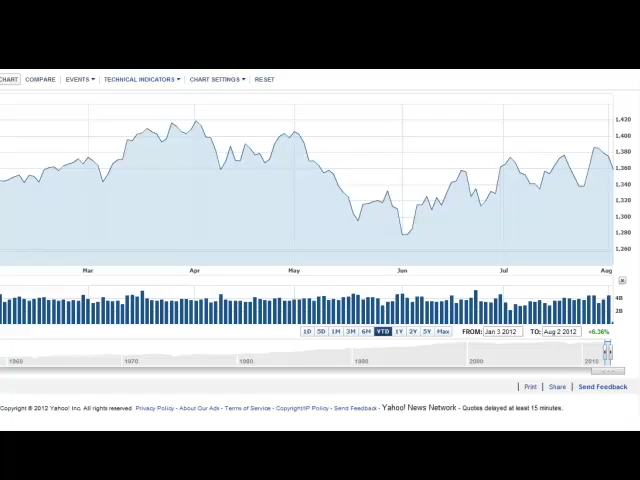 CHART COMPARE EVENTS TECHNICAL INDICATORS CHART SETTINGS RESET
1,420
1,400
1,380
1,360
1,340
1,320
1,300
1,280
1,260
Mar Apr May Jun Jul Aug
4B
2B
1D 5D 1M 3M 6M YTD 1Y 2Y 5Y Max FROM: Jan 3 2012 TO: Aug 2 2012 +6.36%
1960 1970 1980 1990 2000 2010
Print | Share | Send Feedback
Copyright © 2012 Yahoo! Inc. All rights reserved. Privacy Policy - About Our Ads - Terms of Service - Copyright/IP Policy - Send Feedback - Yahoo! News Network - Quotes delayed at least 15 minutes.